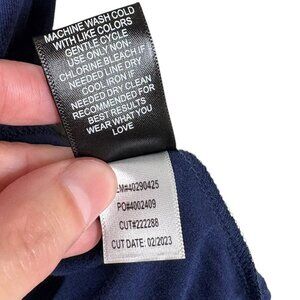 MACHINE WASH COLD
WITH LIKE COLORS
GENTLE CYCLE
USE ONLY NON-
CHLORINE BLEACH IF
NEEDED LINE DRY
COOL IRON IF
NEEDED DRY CLEAN
RECOMMENDED FOR
BEST RESULTS
WEAR WHAT YOU
LOVE
EM#40290425
PO#4002409
CUT#222288
CUT DATE: 02/2023